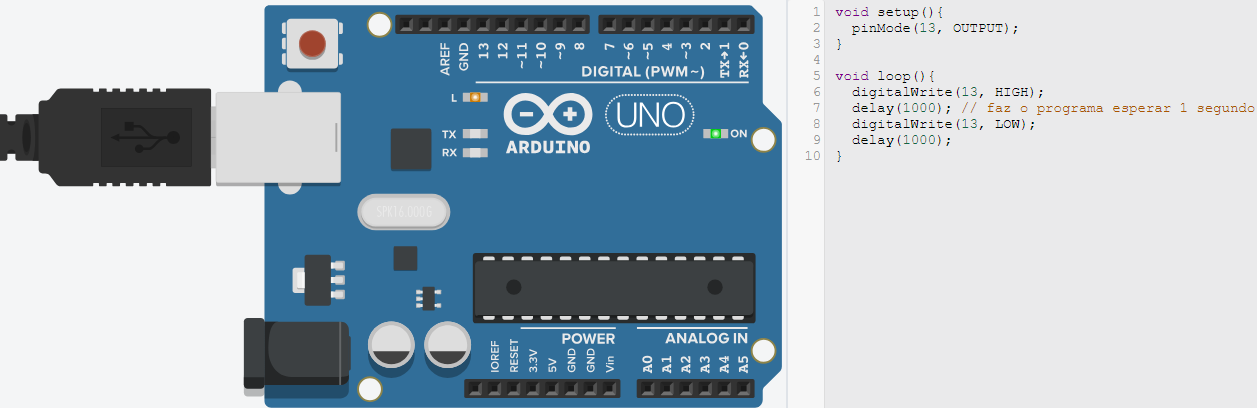 AREF
GND
13
12
~11
~10
~9
8
7
~6
~5
4
~3
2
TX→1
RX←0
DIGITAL (PWM~)
L
TX
RX
UNO
ON
ARDUINO
SPK16.000G
POWER
ANALOG IN
IOREF
RESET
3.3V
5V
GND
GND
Vin
A0
A1
A2
A3
A4
A5
1 void setup(){
2 pinMode(13, OUTPUT);
3 }
4
5 void loop(){
6 digitalWrite(13, HIGH);
7 delay(1000); // faz o programa esperar 1 segundo
8 digitalWrite(13, LOW);
9 delay(1000);
10 }